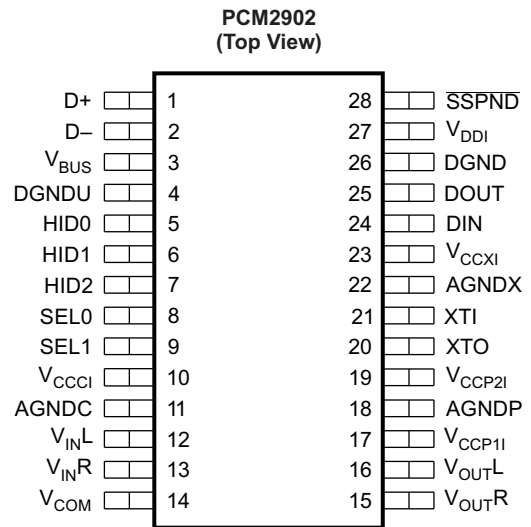 PCM2902
(Top View)
D+ 1 28 SSPND
D– 2 27 VDDI
VBUS 3 26 DGND
DGNDU 4 25 DOUT
HID0 5 24 DIN
HID1 6 23 VCCXI
HID2 7 22 AGNDX
SEL0 8 21 XTI
SEL1 9 20 XTO
VCCCI 10 19 VCCP2I
AGNDC 11 18 AGNDP
VINL 12 17 VCCP1I
VINR 13 16 VOUTL
VCOM 14 15 VOUTR